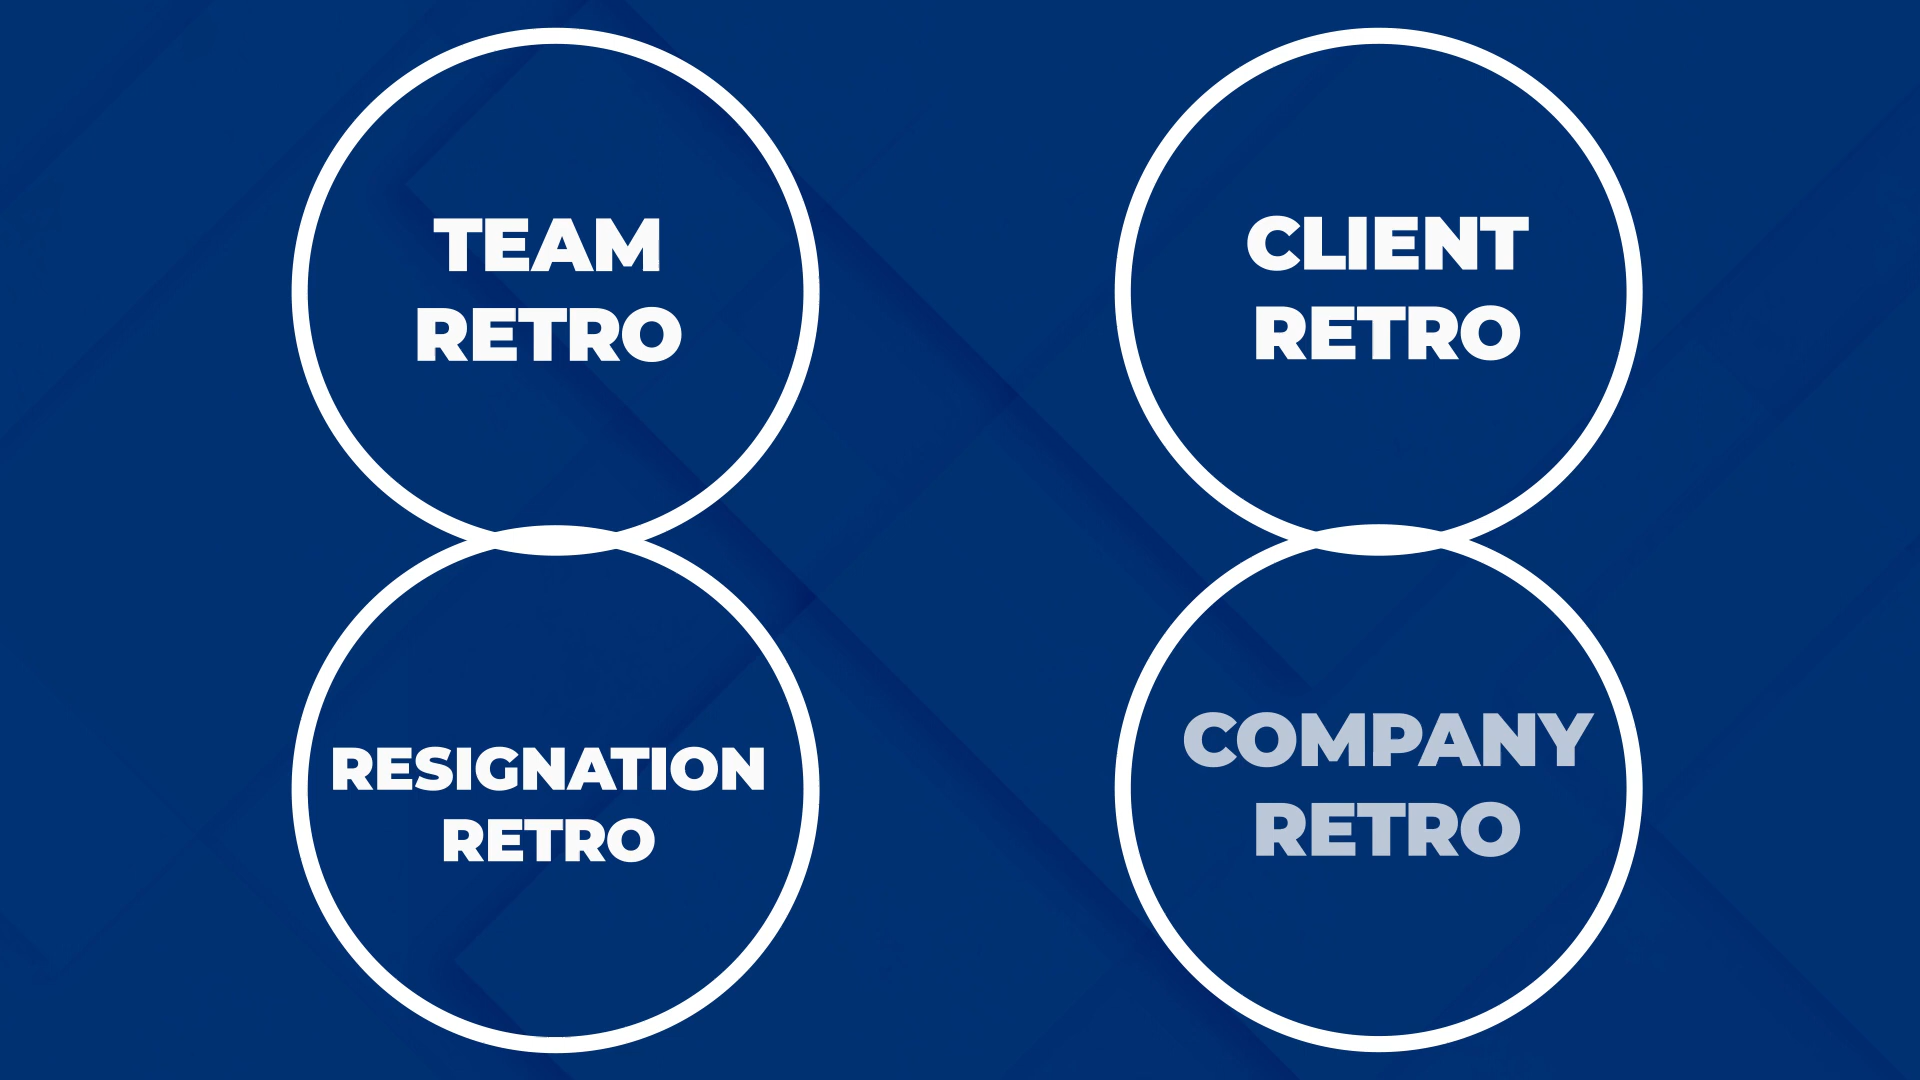 TEAM
RETRO
CLIENT
RETRO
RESIGNATION
RETRO
COMPANY
RETRO